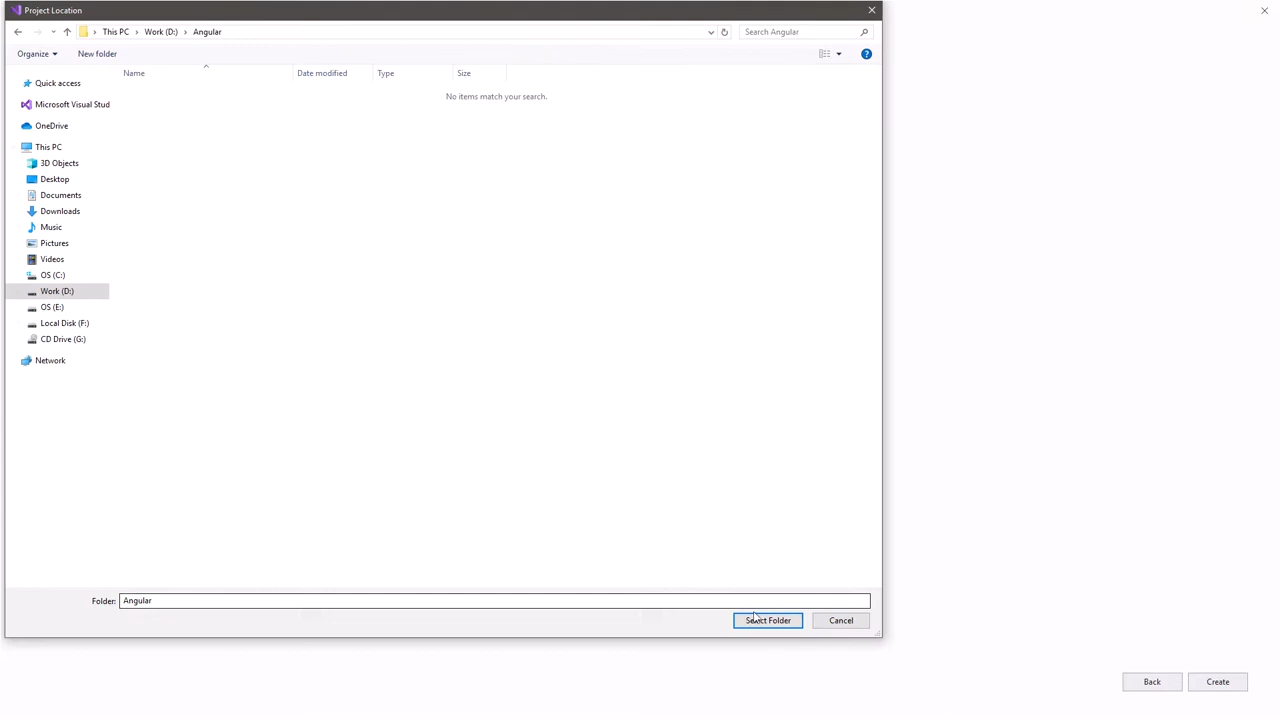 Project Location
This PC
Work (D:)
Angular
Search Angular
Organize
New folder
Name
Date modified
Type
Size
Quick access
No items match your search.
Microsoft Visual Stud
OneDrive
This PC
3D Objects
Desktop
Documents
Downloads
Music
Pictures
Videos
OS (C:)
Work (D:)
OS (E:)
Local Disk (F:)
CD Drive (G:)
Network
Folder: Angular
Select Folder
Cancel
Back
Create